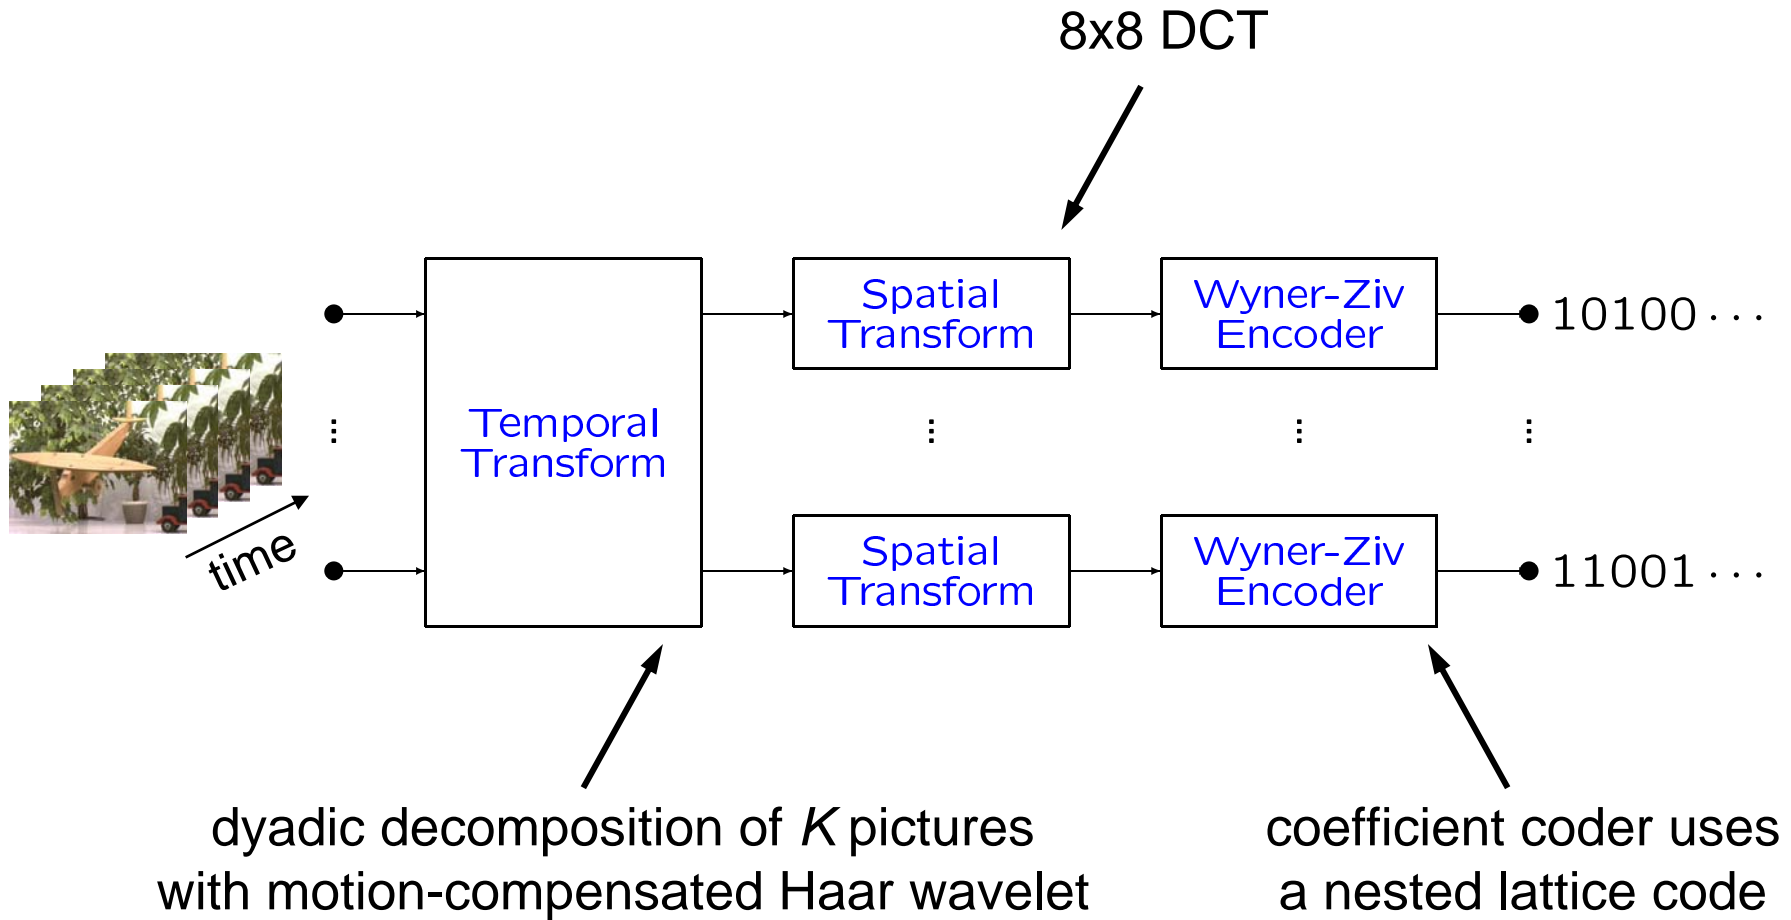 8x8 DCT
Spatial
Transform
Wyner-Ziv
Encoder
10100 · · ·
Temporal
Transform
time
Spatial
Transform
Wyner-Ziv
Encoder
11001 · · ·
dyadic decomposition of K pictures
with motion-compensated Haar wavelet
coefficient coder uses
a nested lattice code